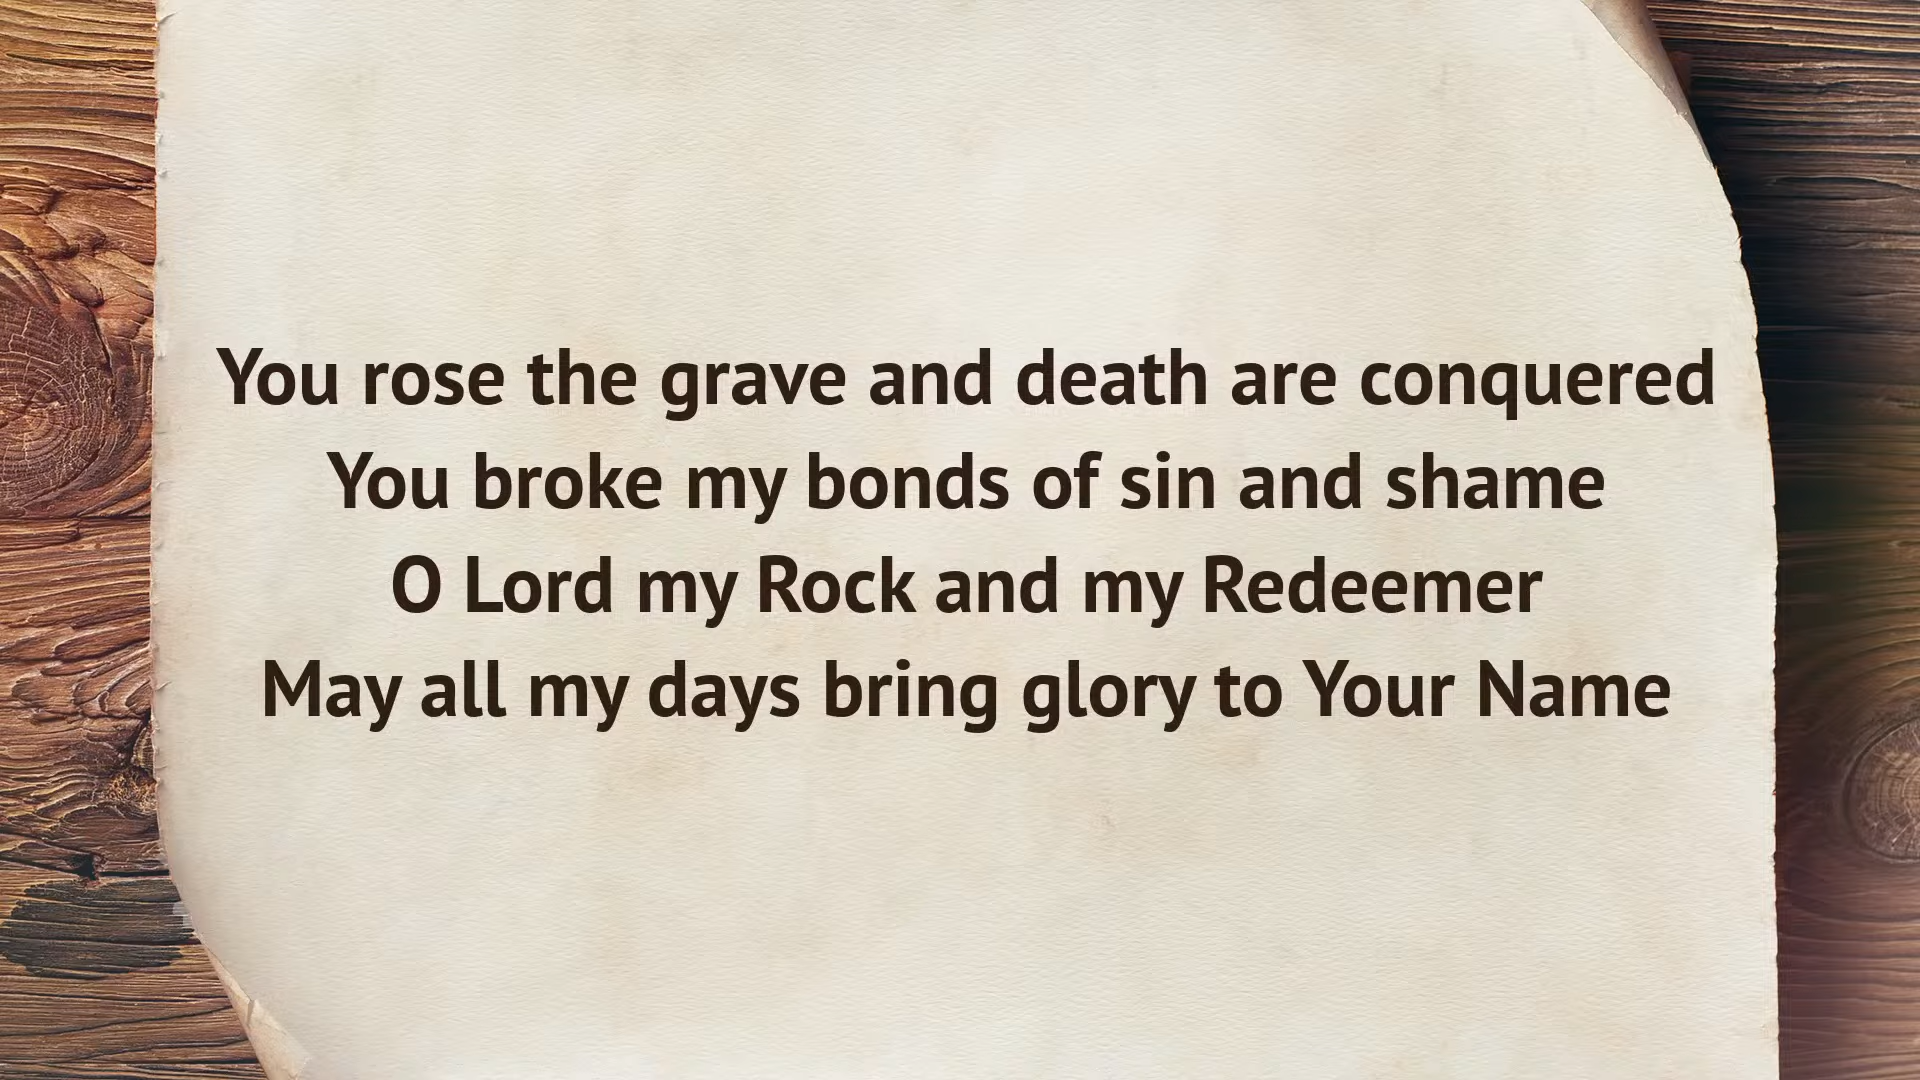 You rose the grave and death are conquered
You broke my bonds of sin and shame
O Lord my Rock and my Redeemer
May all my days bring glory to Your Name